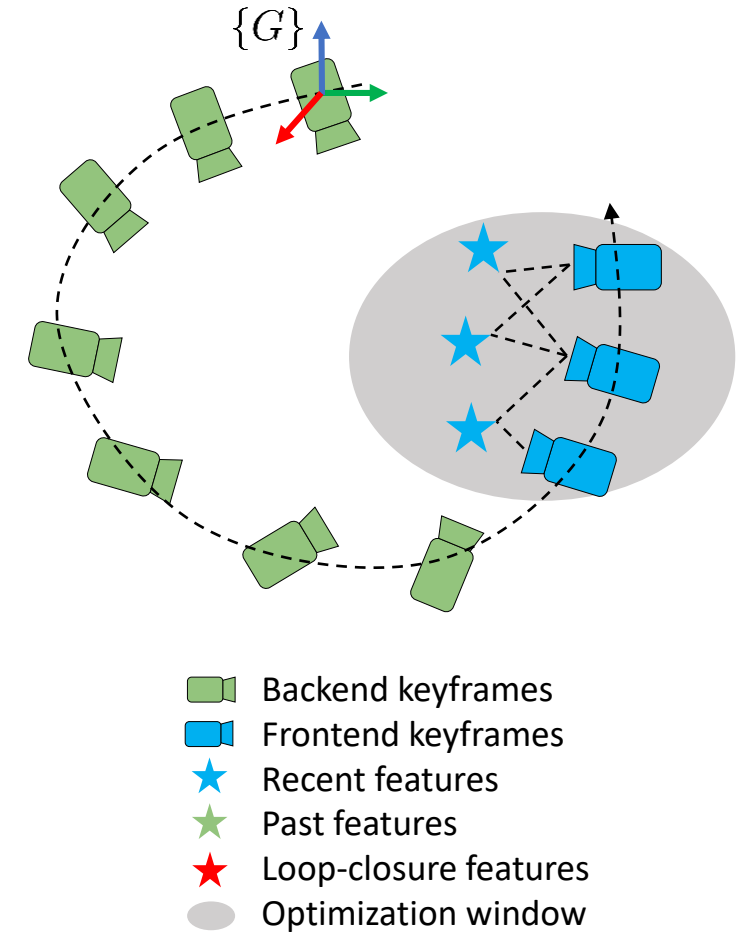 {G}
Backend keyframes
Frontend keyframes
Recent features
Past features
Loop-closure features
Optimization window